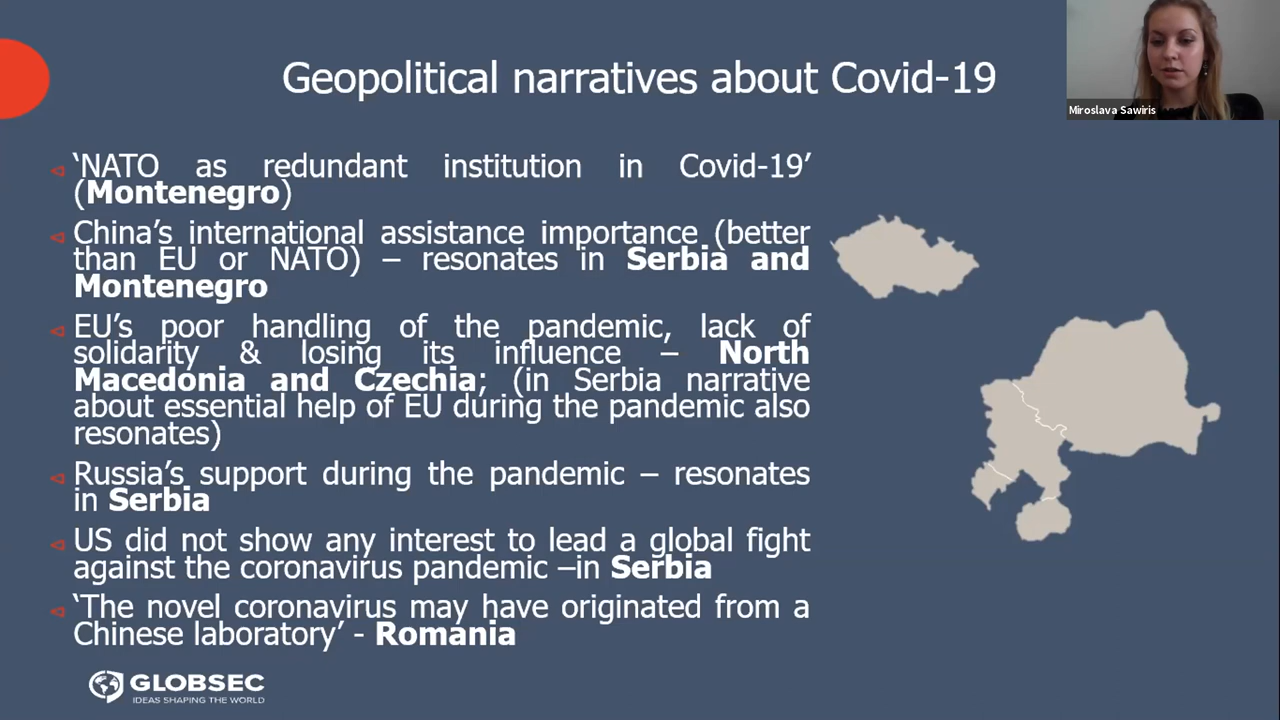 Geopolitical narratives about Covid-19
Miroslava Sawiris
‘NATO as redundant institution in Covid-19’
(Montenegro)
China’s international assistance importance (better
than EU or NATO) – resonates in Serbia and
Montenegro
EU’s poor handling of the pandemic, lack of
solidarity & losing its influence – North
Macedonia and Czechia; (in Serbia narrative
about essential help of EU during the pandemic also
resonates)
Russia’s support during the pandemic – resonates
in Serbia
US did not show any interest to lead a global fight
against the coronavirus pandemic –in Serbia
‘The novel coronavirus may have originated from a
Chinese laboratory’ - Romania
GLOBSEC
IDEAS SHAPING THE WORLD